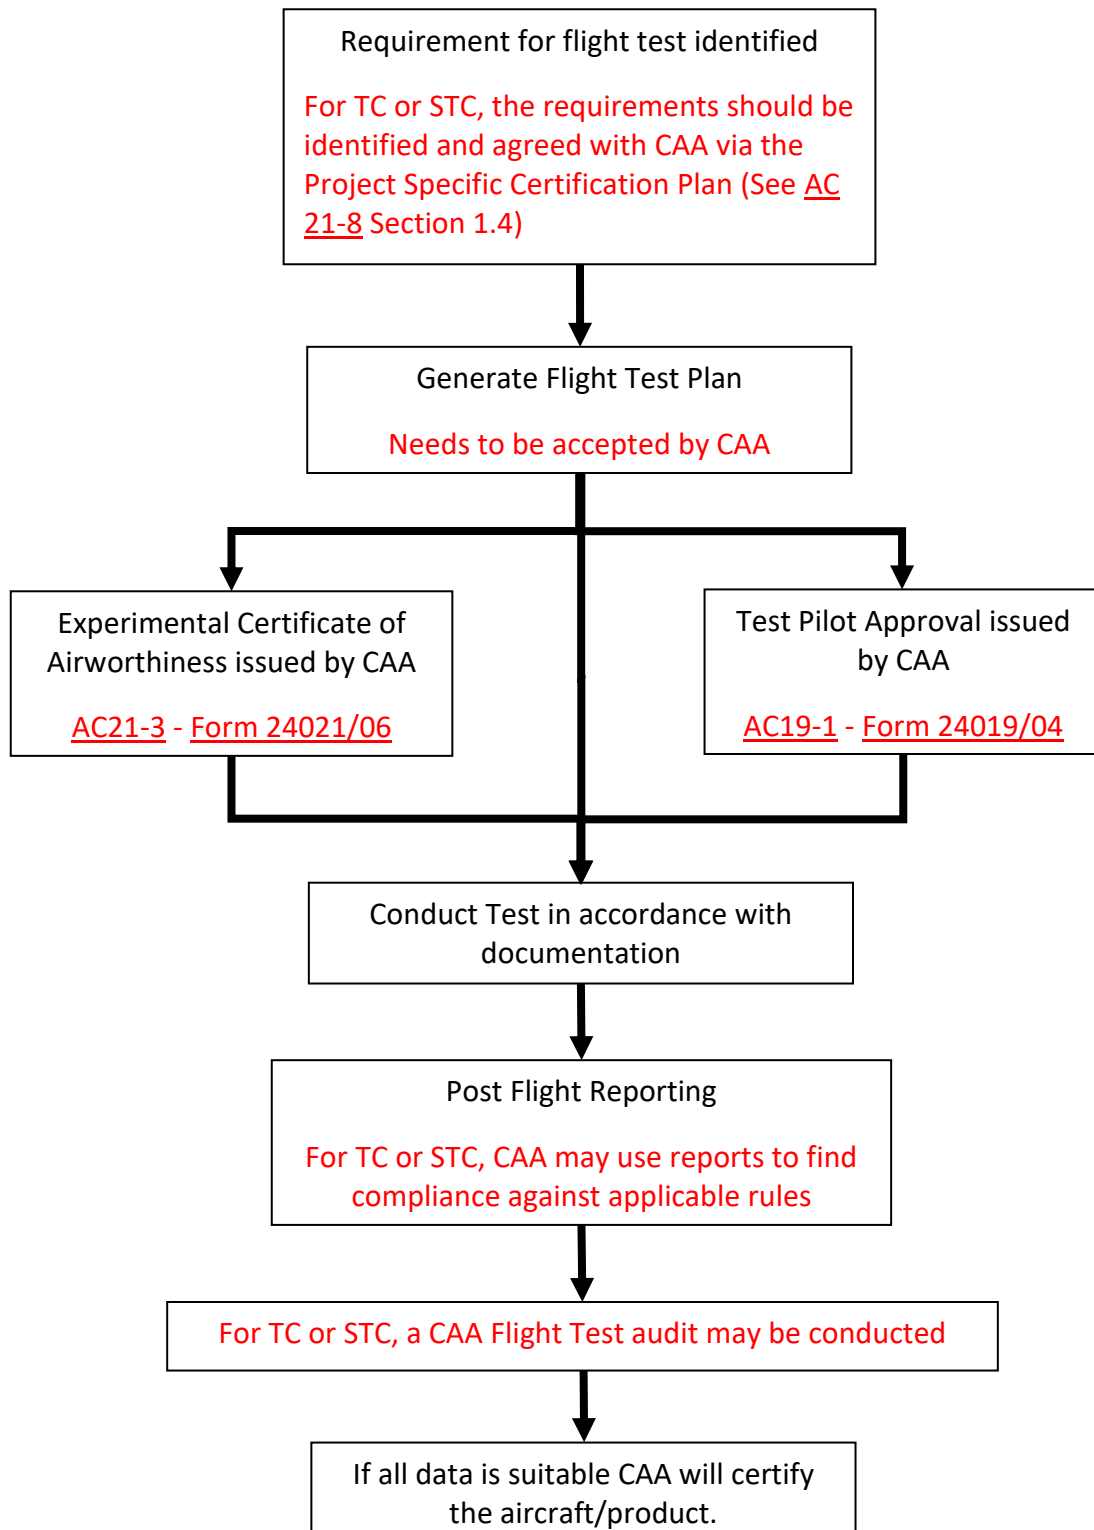 Requirement for flight test identified
For TC or STC, the requirements should be
identified and agreed with CAA via the
Project Specific Certification Plan (See AC
21-8 Section 1.4)
Generate Flight Test Plan
Needs to be accepted by CAA
Experimental Certificate of
Airworthiness issued by CAA
AC21-3 - Form 24021/06
Test Pilot Approval issued
by CAA
AC19-1 - Form 24019/04
Conduct Test in accordance with
documentation
Post Flight Reporting
For TC or STC, CAA may use reports to find
compliance against applicable rules
For TC or STC, a CAA Flight Test audit may be conducted
If all data is suitable CAA will certify
the aircraft/product.